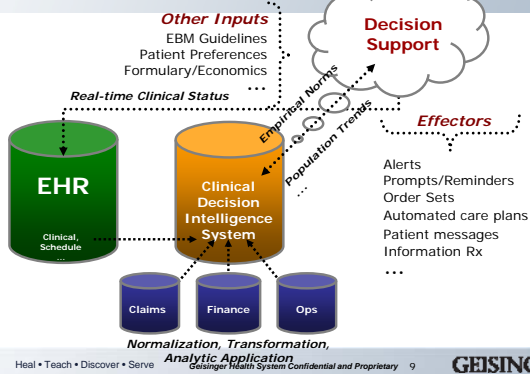 Other Inputs
EBM Guidelines
Patient Preferences
Formulary/Economics
...
Real-time Clinical Status
Decision
Support
Empirical Norms
Population Trends
...
Effectors
Alerts
Prompts/Reminders
Order Sets
Automated care plans
Patient messages
Information Rx
...
EHR
Clinical,
Schedule
...
Clinical
Decision
Intelligence
System
Claims
Finance
Ops
Normalization, Transformation,
Analytic Application
Heal • Teach • Discover • Serve
Geisinger Health System Confidential and Proprietary 9